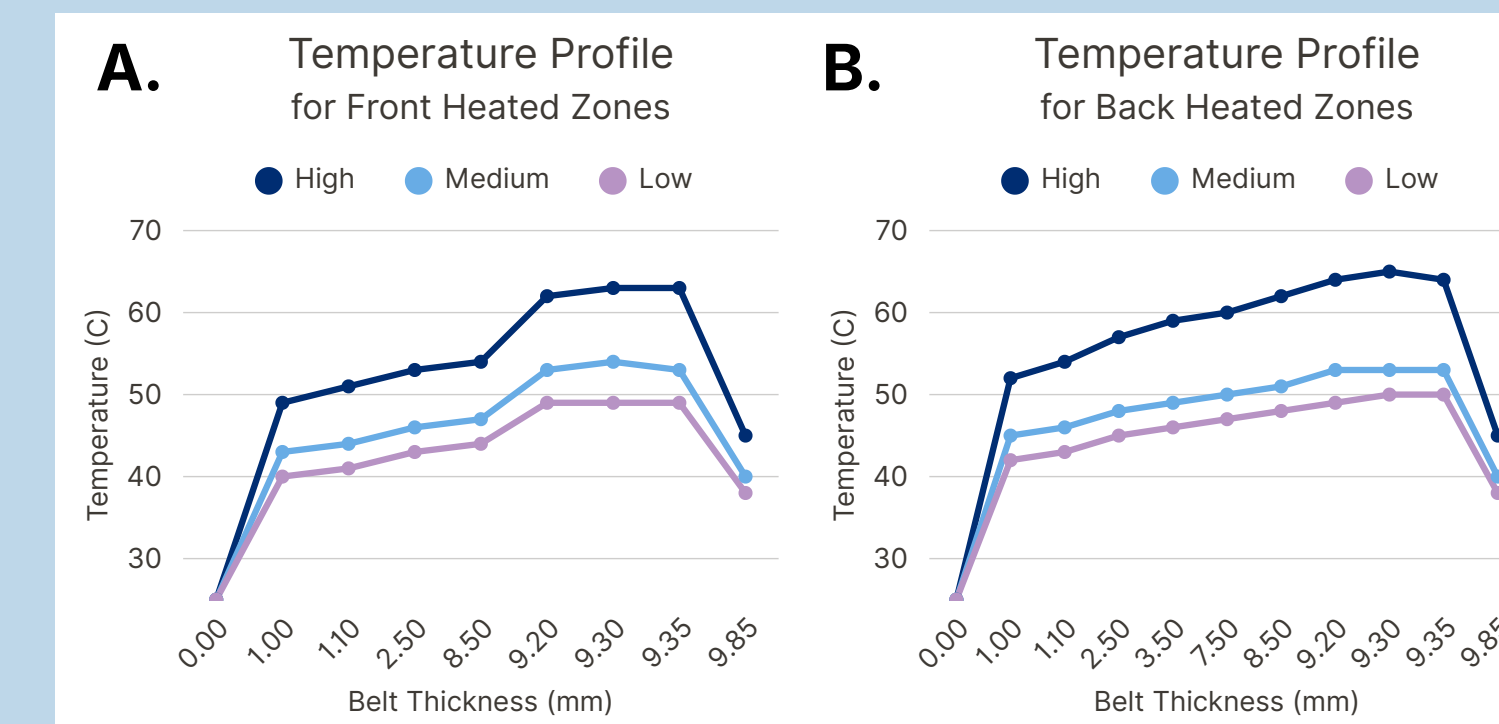 A.
Temperature Profile
for Front Heated Zones
High Medium Low
70
60
50
40
30
Temperature (C)
0.00 1.00 1.10 2.50 8.50 9.20 9.30 9.35 9.85
Belt Thickness (mm)
B.
Temperature Profile
for Back Heated Zones
High Medium Low
70
60
50
40
30
Temperature (C)
0.00 1.00 1.10 2.50 3.50 7.50 8.50 9.20 9.30 9.35 9.85
Belt Thickness (mm)